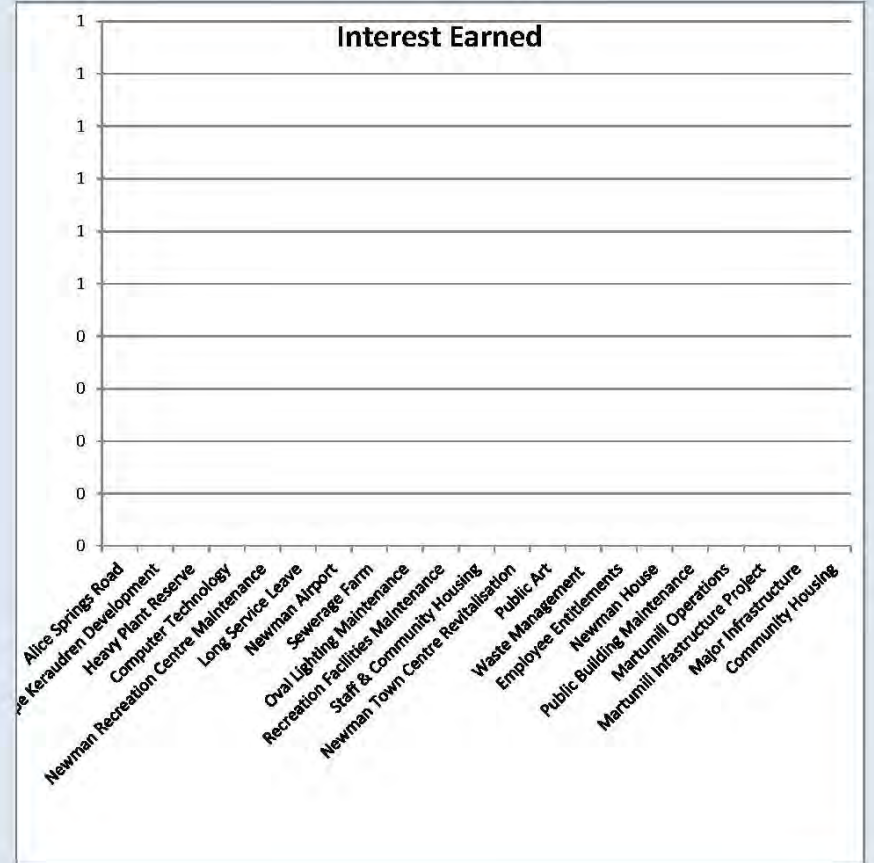 Interest Earned
1
1
1
1
1
1
0
0
0
0
0
Alice Springs Road
Keraudren Development
Heavy Plant Reserve
Computer Technology
Newman Recreation Centre Maintenance
Long Service Leave
Newman Airport
Sewerage Farm
Oval Lighting Maintenance
Recreation Facilities Maintenance
Staff & Community Housing
Newman Town Centre Revitalisation
Public Art
Waste Management
Employee Entitlements
Newman House
Public Building Maintenance
Martumili Operations
Martumili Infastructure Project
Major Infrastructure
Community Housing